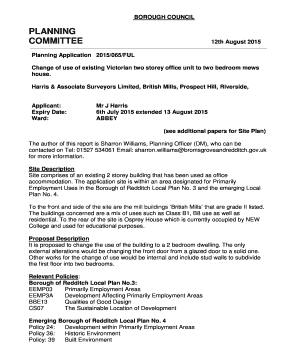 BOROUGH COUNCIL
PLANNING
COMMITTEE 12th August 2015
Planning Application 2015/065/FUL
Change of use of existing Victorian two storey office unit to two bedroom mews
house.
Harris & Associate Surveyors Limited, British Mills, Prospect Hill, Riverside,
Applicant: Mr J Harris
Expiry Date: 6th July 2015 extended 13 August 2015
Ward: ABBEY
(see additional papers for Site Plan)
The author of this report is Sharron Williams, Planning Officer (DM), who can be
contacted on Tel: 01527 534061 Email: sharron.williams@bromsgroveandredditch.gov.uk
for more information.
Site Description
Site comprises of an existing 2 storey building that has been used as office
accommodation. The application site is within an area designated for Primarily
Employment Uses in the Borough of Redditch Local Plan No. 3 and the emerging Local
Plan No. 4.
To the front and side of the site are the mill buildings 'British Mills' that are grade II listed.
The buildings concerned are a mix of uses such as Class B1, B8 use as well as
residential. To the rear of the site is Osprey House which is currently occupied by NEW
College and used for educational purposes.
Proposal Description
It is proposed to change the use of the building to a 2 bedroom dwelling. The only
external alterations would be changing the front door from a glazed door to a solid one.
Other works for the change of use would be internal and include stud walls to subdivide
the first floor into two bedrooms.
Relevant Policies:
Borough of Redditch Local Plan No.3:
EEMP03 Primarily Employment Areas
EEMP3A Development Affecting Primarily Employment Areas
BBE13 Qualities of Good Design
CS07 The Sustainable Location of Development
Emerging Borough of Redditch Local Plan No. 4
Policy 24: Development within Primarily Employment Areas
Policy 36: Historic Environment
Policy: 39 Built Environment